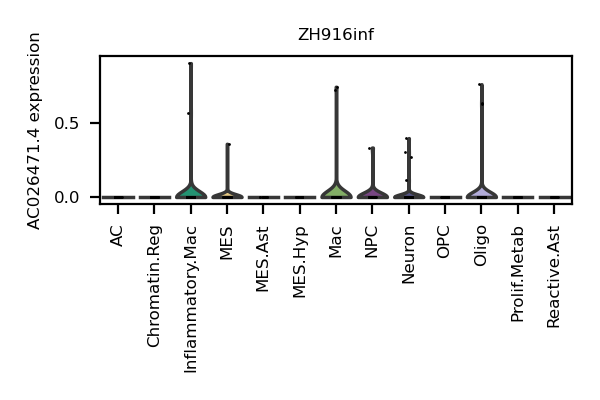 ZH916inf
AC026471.4 expression
0.5
0.0
AC
Chromatin.Reg
Inflammatory.Mac
MES
MES.Ast
MES.Hyp
Mac
NPC
Neuron
OPC
Oligo
Prolif.Metab
Reactive.Ast